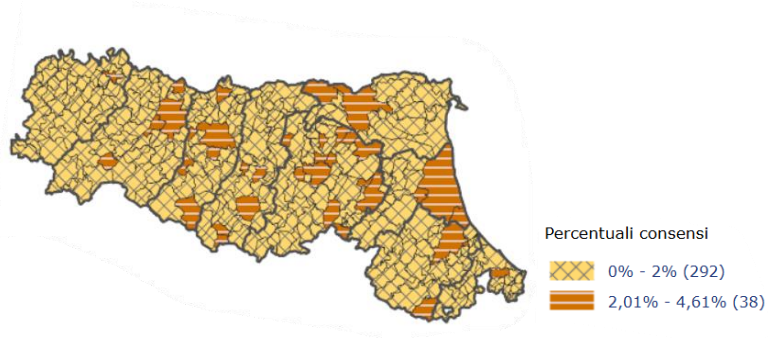 Percentuali consensi
0% - 2% (292)
2,01% - 4,61% (38)